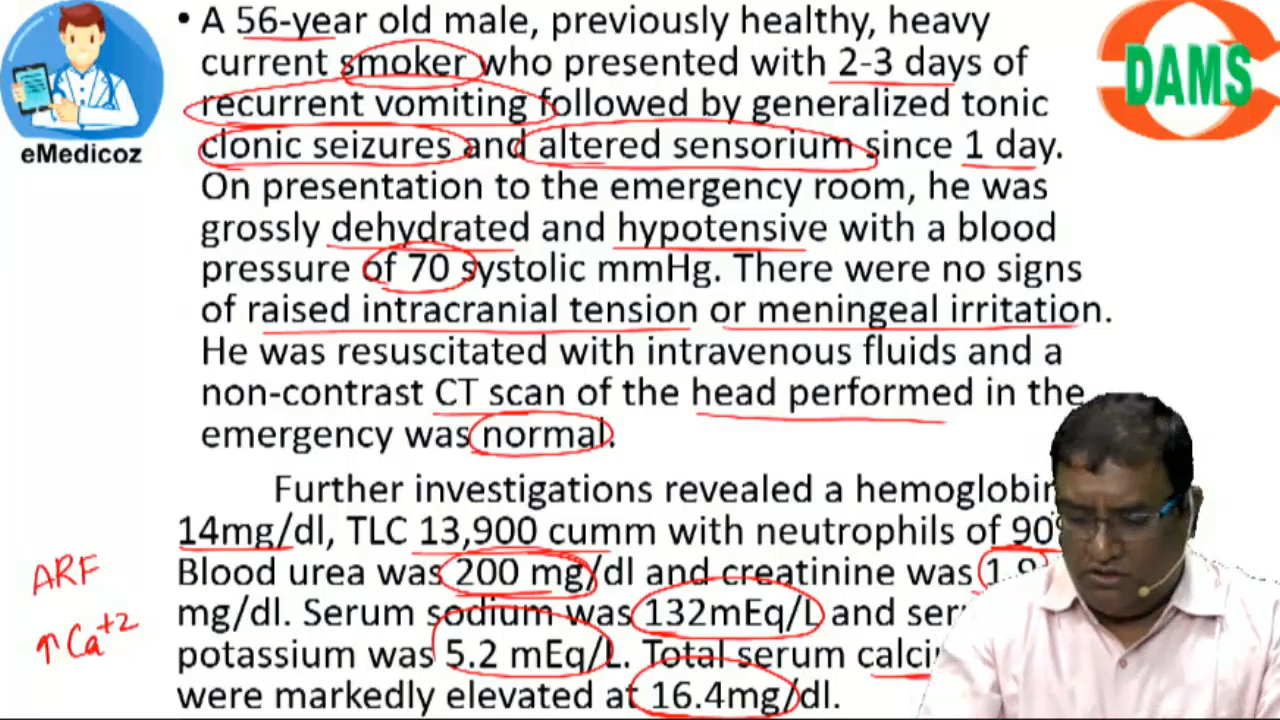 • A 56-year old male, previously healthy, heavy
current smoker who presented with 2-3 days of
recurrent vomiting followed by generalized tonic
clonic seizures and altered sensorium since 1 day.
On presentation to the emergency room, he was
grossly dehydrated and hypotensive with a blood
pressure of 70 systolic mmHg. There were no signs
of raised intracranial tension or meningeal irritation.
He was resuscitated with intravenous fluids and a
non-contrast CT scan of the head performed in the
emergency was normal.
Further investigations revealed a hemoglobin
14mg/dl, TLC 13,900 cumm with neutrophils of 90
Blood urea was 200 mg/dl and creatinine was
mg/dl. Serum sodium was 132mEq/L and
potassium was 5.2 mEq/L. Total serum
were markedly elevated at 16.4mg/dl.
eMedicoz
DAMS
ARF
↑Ca+2